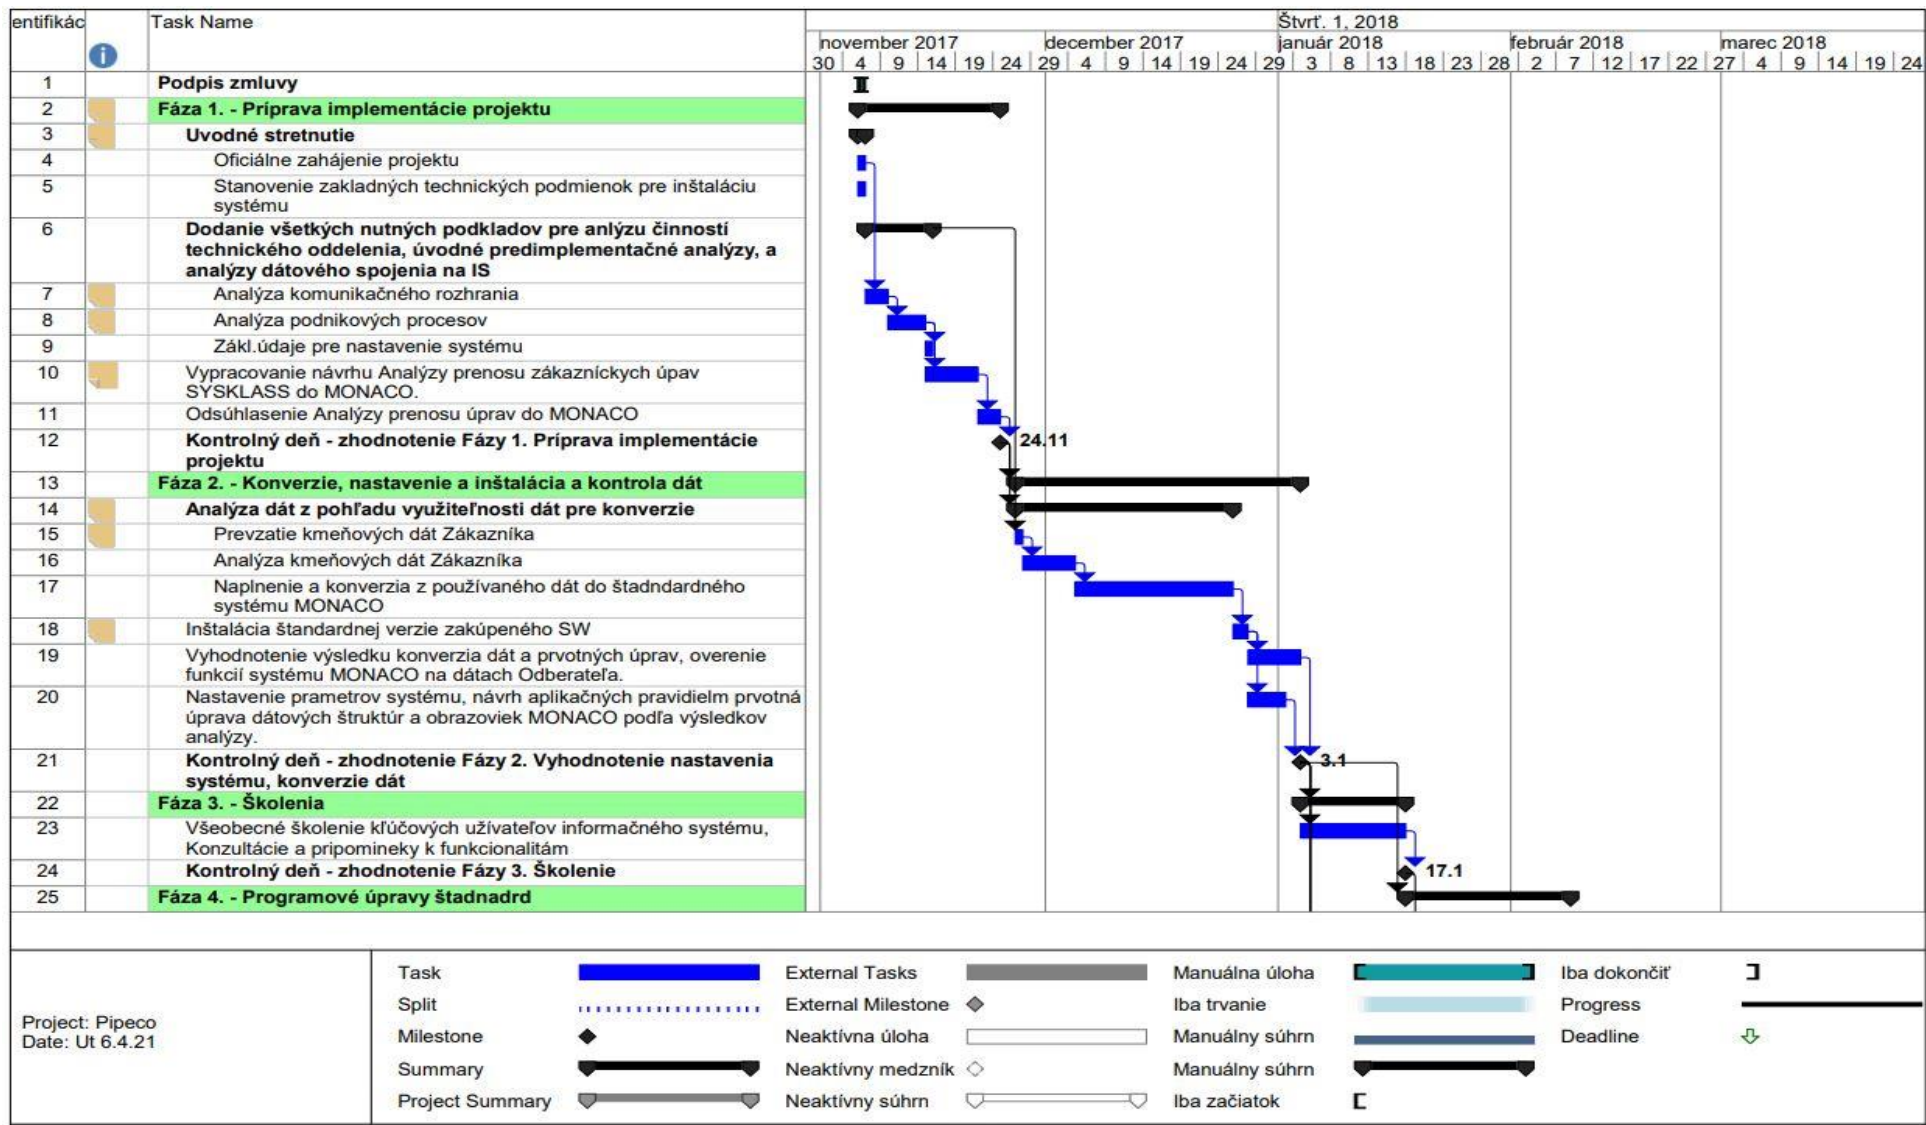 entifikác Task Name Štvrť. 1, 2018
november 2017 december 2017 január 2018 február 2018 marec 2018
30 4 9 14 19 24 29 4 9 14 19 24 29 3 8 13 18 23 28 2 7 12 17 22 27 4 9 14 19 24
1 Podpis zmluvy
2 Fáza 1. - Príprava implementácie projektu
3 Uvodné stretnutie
4 Oficiálne zahájenie projektu
5 Stanovenie zakladných technických podmienok pre inštaláciu
systému
6 Dodanie všetkých nutných podkladov pre anlýzu činností
technického oddelenia, úvodné predimplementačné analýzy, a
analýzy dátového spojenia na IS
7 Analýza komunikačného rozhrania
8 Analýza podnikových procesov
9 Zákl.údaje pre nastavenie systému
10 Vypracovanie návrhu Analýzy prenosu zákazníckych úpav
SYSKLASS do MONACO.
11 Odsúhlasenie Analýzy prenosu úprav do MONACO
12 Kontrolný deň - zhodnotenie Fázy 1. Príprava implementácie
projektu
24.11
13 Fáza 2. - Konverzie, nastavenie a inštalácia a kontrola dát
14 Analýza dát z pohľadu využiteľnosti dát pre konverzie
15 Prevzatie kmeňových dát Zákazníka
16 Analýza kmeňových dát Zákazníka
17 Naplnenie a konverzia z používaného dát do štadndardného
systému MONACO
18 Inštalácia štandardnej verzie zakúpeného SW
19 Vyhodnotenie výsledku konverzia dát a prvotných úprav, overenie
funkcií systému MONACO na dátach Odberateľa.
20 Nastavenie prametrov systému, návrh aplikačných pravidielm prvotná
úprava dátových štruktúr a obrazoviek MONACO podľa výsledkov
analýzy.
21 Kontrolný deň - zhodnotenie Fázy 2. Vyhodnotenie nastavenia
systému, konverzie dát
3.1
22 Fáza 3. - Školenia
23 Všeobecné školenie kľúčových užívateľov informačného systému,
Konzultácie a pripomineky k funkcionalitám
24 Kontrolný deň - zhodnotenie Fázy 3. Školenie 17.1
25 Fáza 4. - Programové úpravy štadnadrd
Project: Pipeco
Date: Ut 6.4.21
Task External Tasks Manuálna úloha Iba dokončiť
Split External Milestone Iba trvanie Progress
Milestone Neaktívna úloha Manuálny súhrn Deadline
Summary Neaktívny medzník Manuálny súhrn
Project Summary Neaktívny súhrn Iba začiatok